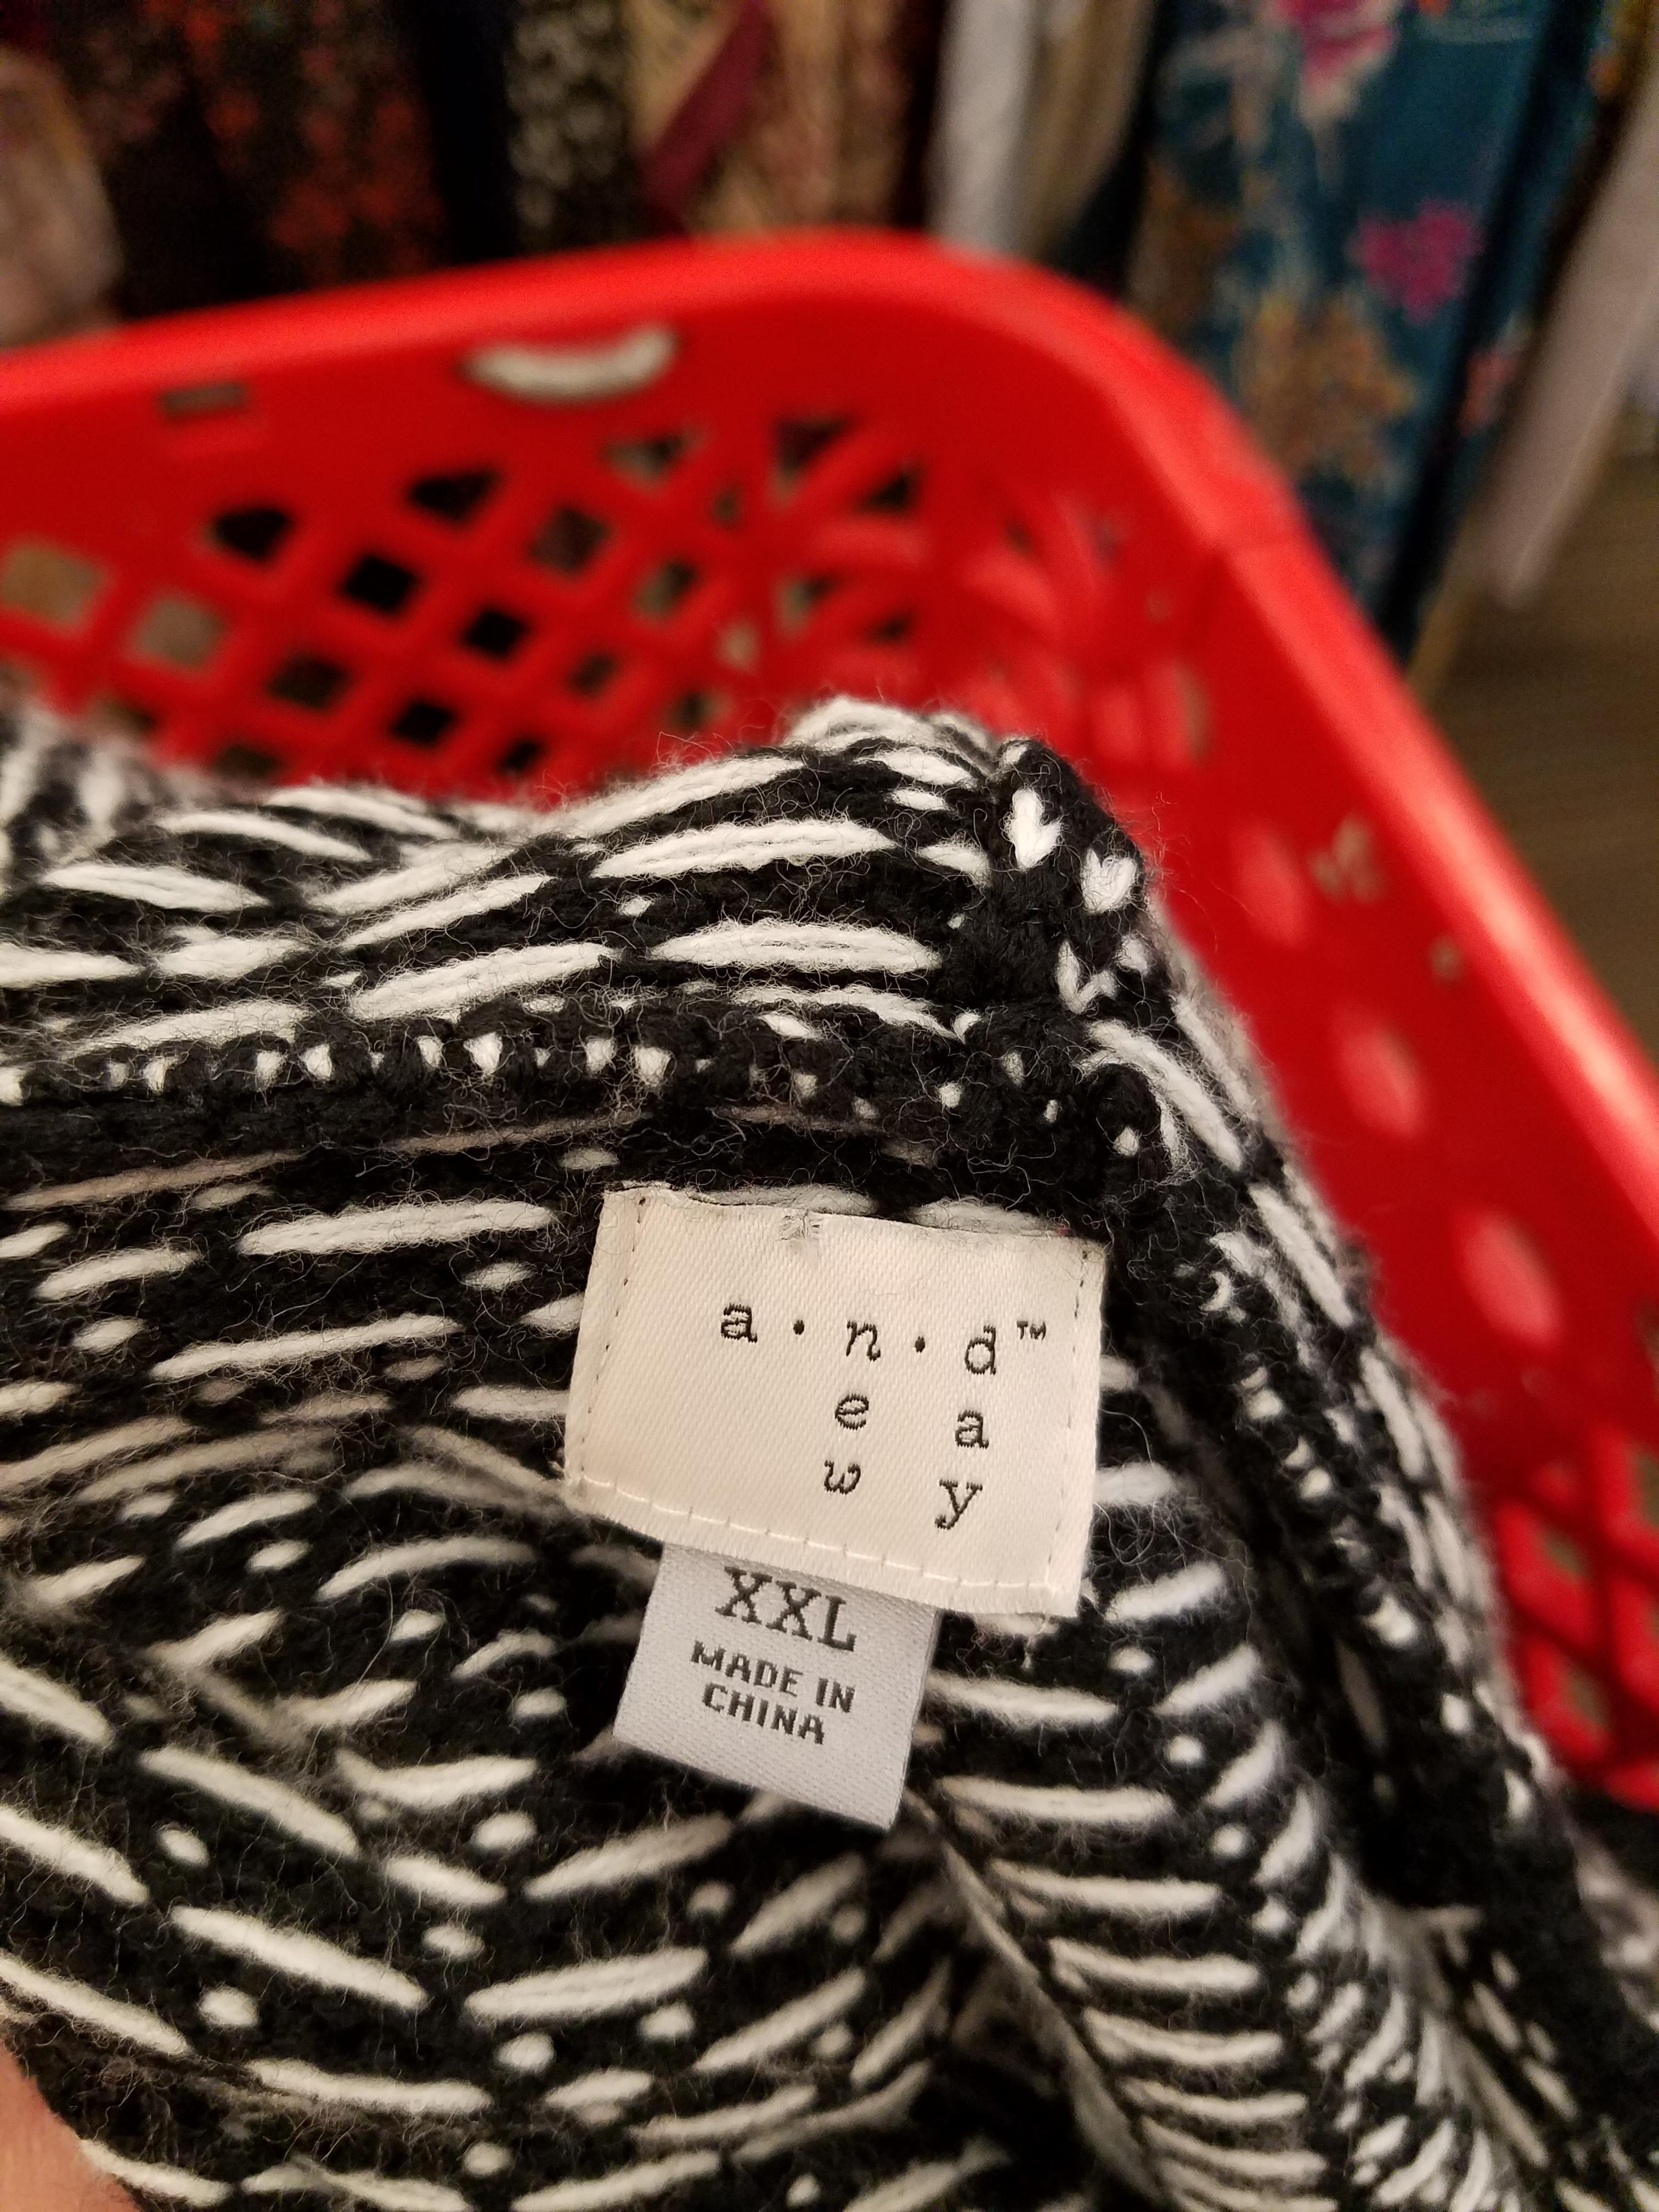 a·n·d™
e a
w y
XXL
MADE IN
CHINA